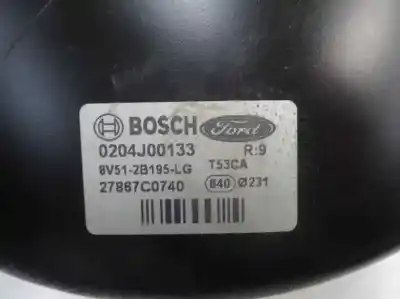 BOSCH Ford
0204J00133 R:9
8V51-2B195-LG T53CA
27867C0740 840 Ø231